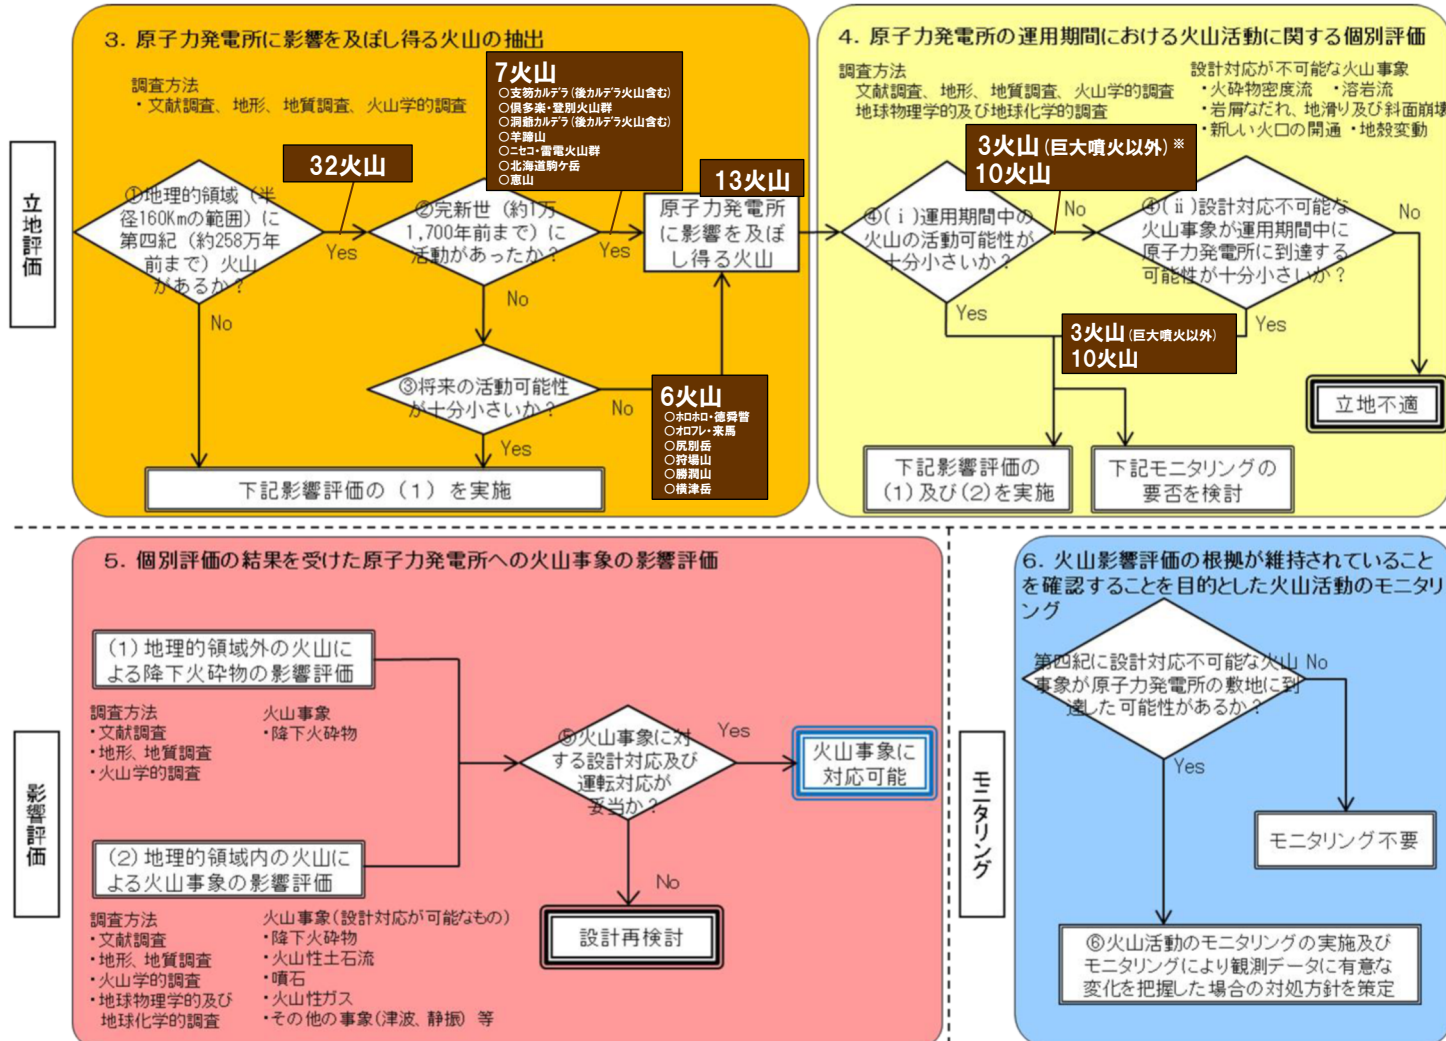 立地評価
3. 原子力発電所に影響を及ぼし得る火山の抽出
調査方法
・文献調査、地形、地質調査、火山学的調査
7火山
○支笏カルデラ(後カルデラ火山含む)
○倶多楽・登別火山群
○洞爺カルデラ(後カルデラ火山含む)
○羊蹄山
○ニセコ・雷電火山群
○北海道駒ケ岳
○恵山
32火山
13火山
①地理的領域（半
径160Kmの範囲）に
第四紀（約258万年
前まで）火山
があるか？
Yes
No
②完新世（約1万
1,700年前まで）に
活動があったか？
Yes
No
原子力発電所
に影響を及ぼ
し得る火山
③将来の活動可能性
が十分小さいか？
No
Yes
6火山
○ホロホロ・徳舜瞥
○オロフレ・来馬
○尻別岳
○狩場山
○勝澗山
○横津岳
下記影響評価の（1）を実施
4. 原子力発電所の運用期間における火山活動に関する個別評価
調査方法
文献調査、地形、地質調査、火山学的調査
地球物理学的及び地球化学的調査
設計対応が不可能な火山事象
・火砕物密度流 ・溶岩流
・岩屑なだれ、地滑り及び斜面崩壊
・新しい火口の開通 ・地殻変動
3火山 (巨大噴火以外) ※
10火山
④(ⅰ)運用期間中の
火山の活動可能性が
十分小さいか？
No
Yes
④(ⅱ)設計対応不可能な
火山事象が運用期間中に
原子力発電所に到達する
可能性が十分小さいか？
No
Yes
3火山 (巨大噴火以外)
10火山
立地不適
下記影響評価の
(1)及び(2)を実施
下記モニタリングの
要否を検討
影響評価
5. 個別評価の結果を受けた原子力発電所への火山事象の影響評価
(1)地理的領域外の火山に
よる降下火砕物の影響評価
調査方法
・文献調査
・地形、地質調査
・火山学的調査
火山事象
・降下火砕物
⑤火山事象に対
する設計対応及び
運転対応が
妥当か？
Yes
No
火山事象に
対応可能
設計再検討
(2)地理的領域内の火山に
よる火山事象の影響評価
調査方法
・文献調査
・地形、地質調査
・火山学的調査
・地球物理学的及び
地球化学的調査
火山事象(設計対応が可能なもの)
・降下火砕物
・火山性土石流
・噴石
・火山性ガス
・その他の事象(津波、静振) 等
モニタリング
6. 火山影響評価の根拠が維持されていること
を確認することを目的とした火山活動のモニタリ
ング
第四紀に設計対応不可能な火山
事象が原子力発電所の敷地に到
達した可能性があるか？
No
Yes
モニタリング不要
⑥火山活動のモニタリングの実施及び
モニタリングにより観測データに有意な
変化を把握した場合の対処方針を策定